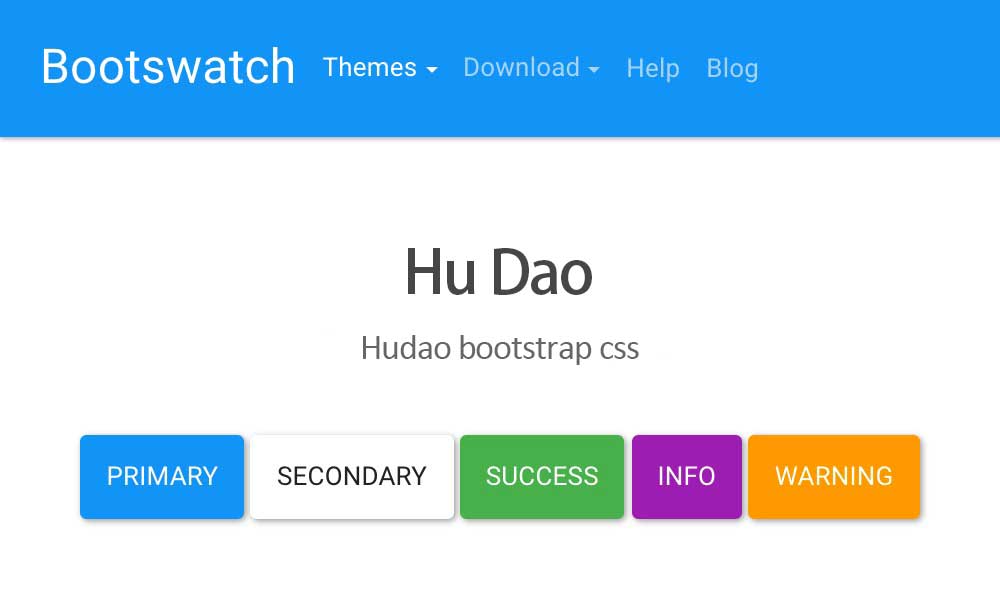 Bootswatch Themes Download Help Blog
Hu Dao
Hudao bootstrap css
PRIMARY SECONDARY SUCCESS INFO WARNING